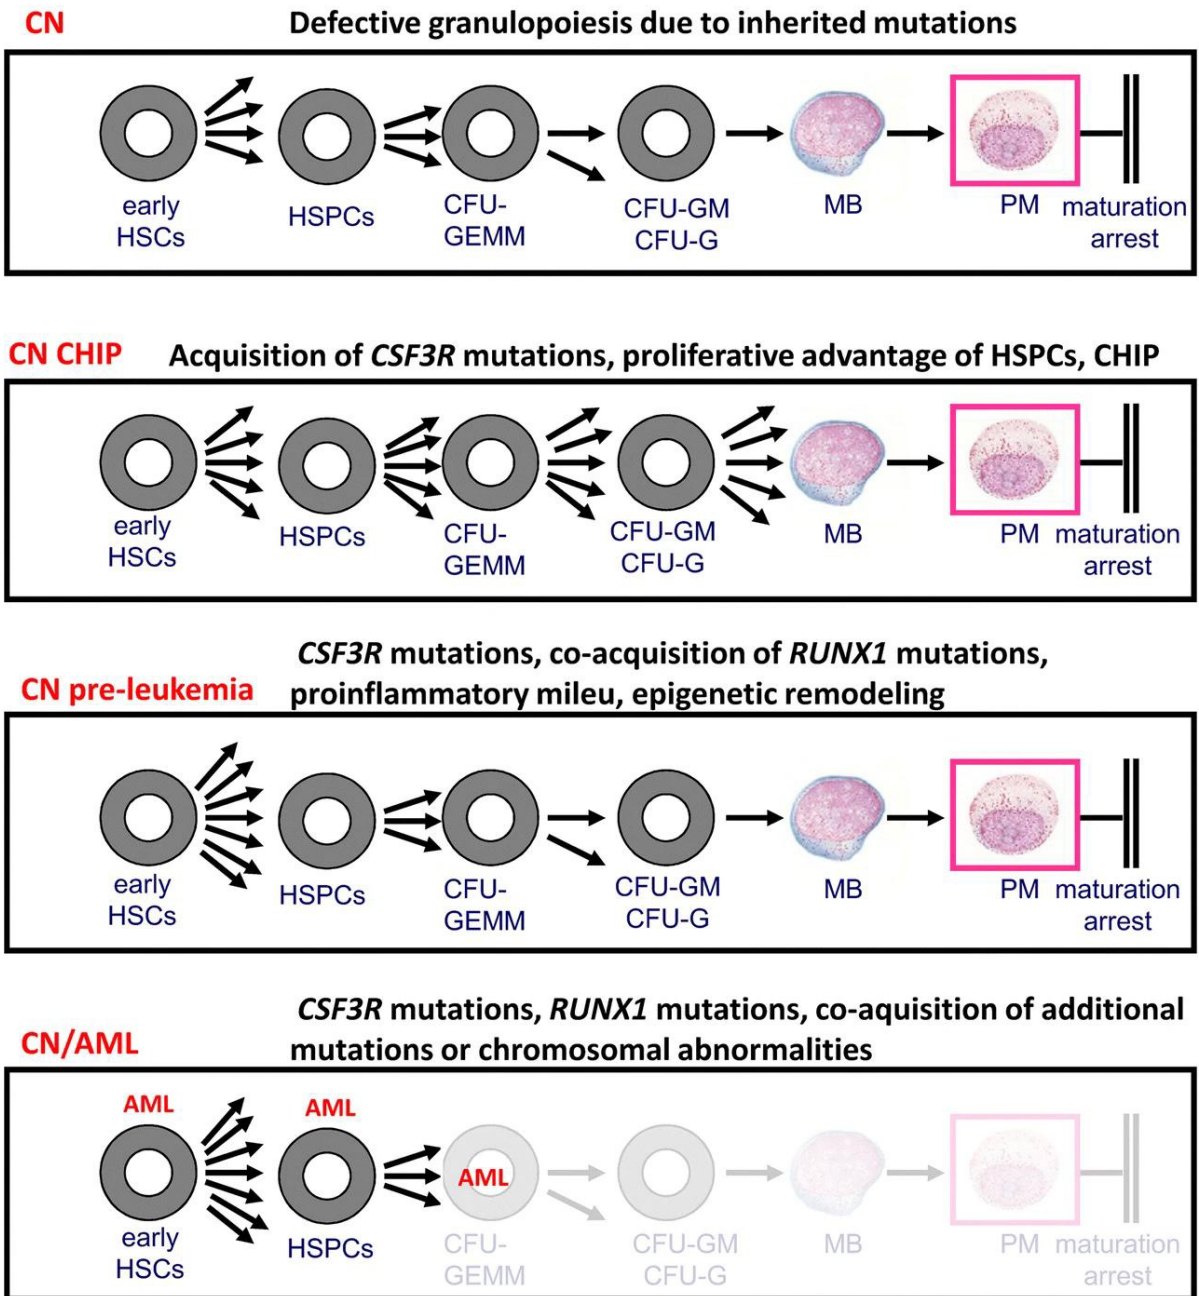 CN Defective granulopoiesis due to inherited mutations
early
HSCs
HSPCs
CFU-
GEMM
CFU-GM
CFU-G
MB
PM
maturation
arrest
CN CHIP Acquisition of CSF3R mutations, proliferative advantage of HSPCs, CHIP
early
HSCs
HSPCs
CFU-
GEMM
CFU-GM
CFU-G
MB
PM
maturation
arrest
CN pre-leukemia
CSF3R mutations, co-acquisition of RUNX1 mutations,
proinflammatory mileu, epigenetic remodeling
early
HSCs
HSPCs
CFU-
GEMM
CFU-GM
CFU-G
MB
PM
maturation
arrest
CN/AML
CSF3R mutations, RUNX1 mutations, co-aquisition of additional
mutations or chromosomal abnormalities
AML
early
HSCs
AML
HSPCs
AML
CFU-
GEMM
CFU-GM
CFU-G
MB
PM
maturation
arrest